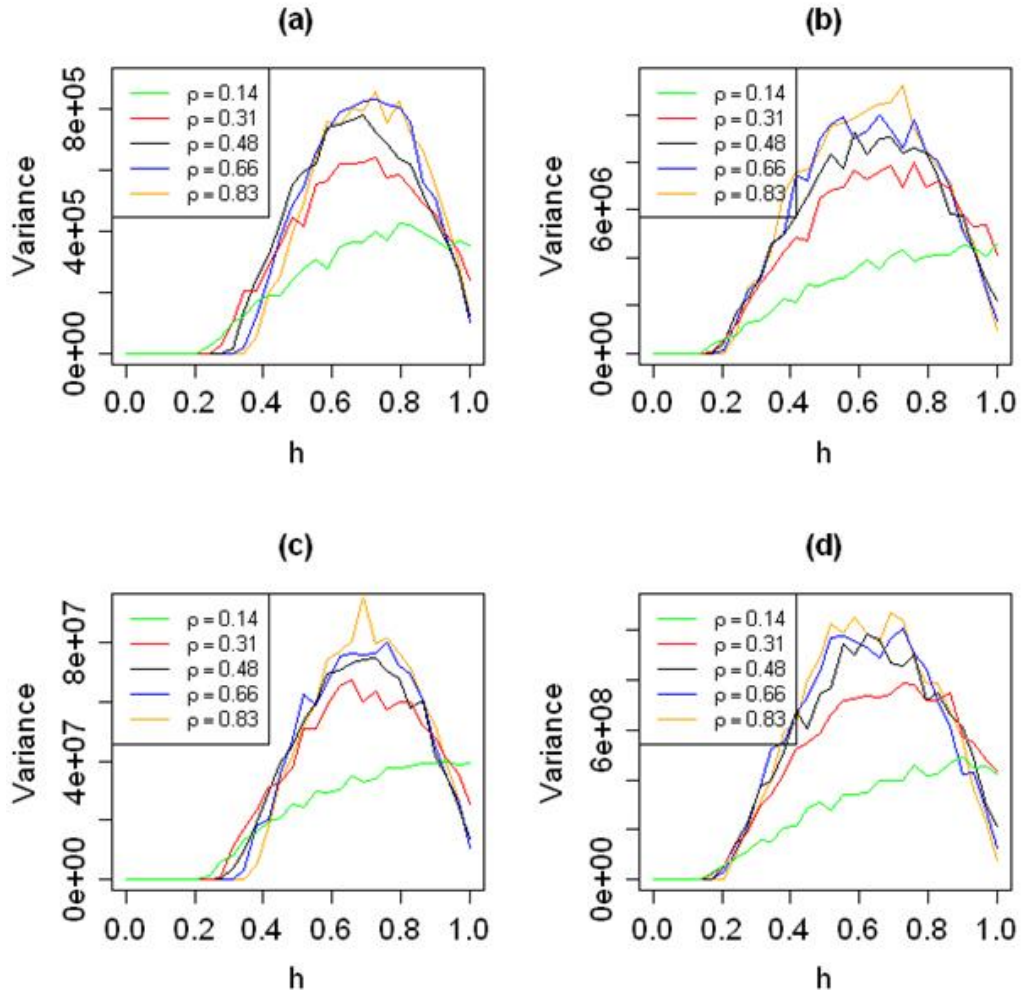 (a)
Variance
0e+00 4e+05 8e+05
ρ = 0.14
ρ = 0.31
ρ = 0.48
ρ = 0.66
ρ = 0.83
0.0 0.2 0.4 0.6 0.8 1.0
h
(b)
Variance
0e+00 6e+06
ρ = 0.14
ρ = 0.31
ρ = 0.48
ρ = 0.66
ρ = 0.83
0.0 0.2 0.4 0.6 0.8 1.0
h
(c)
Variance
0e+00 4e+07 8e+07
ρ = 0.14
ρ = 0.31
ρ = 0.48
ρ = 0.66
ρ = 0.83
0.0 0.2 0.4 0.6 0.8 1.0
h
(d)
Variance
0e+00 6e+08
ρ = 0.14
ρ = 0.31
ρ = 0.48
ρ = 0.66
ρ = 0.83
0.0 0.2 0.4 0.6 0.8 1.0
h